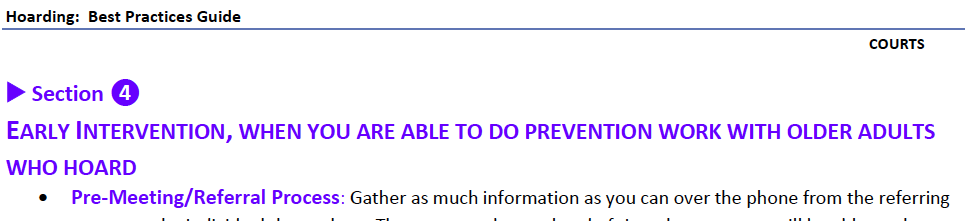 Hoarding: Best Practices Guide
COURTS
▶ Section ❹
EARLY INTERVENTION, WHEN YOU ARE ABLE TO DO PREVENTION WORK WITH OLDER ADULTS
WHO HOARD
• Pre-Meeting/Referral Process: Gather as much information as you can over the phone from the referring